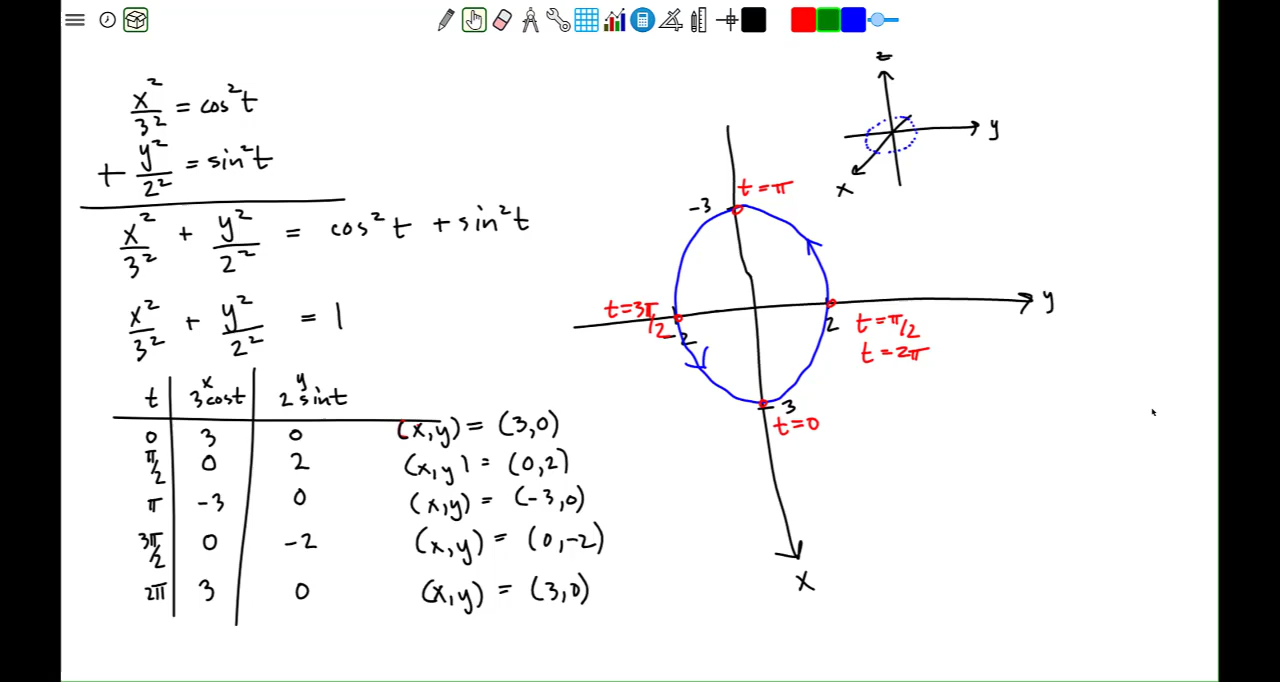 x²/3² = cos²t
+ y²/2² = sin²t
x²/3² + y²/2² = cos²t + sin²t
x²/3² + y²/2² = 1
x y
t 3cost 2sint
0 3 0 (x,y) = (3,0)
π/2 0 2 (x,y) = (0,2)
π -3 0 (x,y) = (-3,0)
3π/2 0 -2 (x,y) = (0,-2)
2π 3 0 (x,y) = (3,0)
z
y
x
t=π
-3
t=3π/2
-2
y
2
t=π/2
t=2π
3
t=0
x